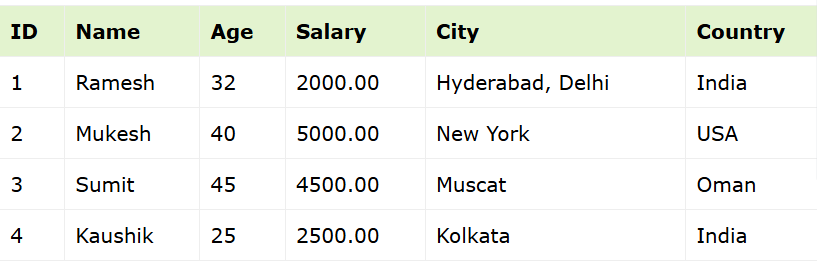 ID Name Age Salary City Country
1 Ramesh 32 2000.00 Hyderabad, Delhi India
2 Mukesh 40 5000.00 New York USA
3 Sumit 45 4500.00 Muscat Oman
4 Kaushik 25 2500.00 Kolkata India